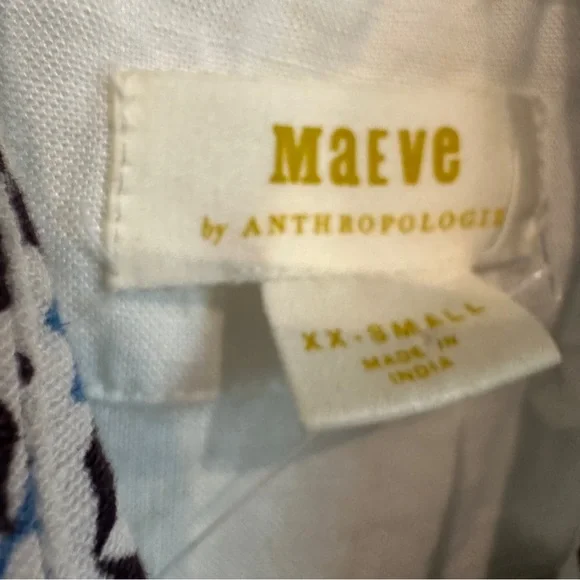 MaEVe
by ANTHROPOLOGIE
XX-SMALL
MADE IN
INDIA